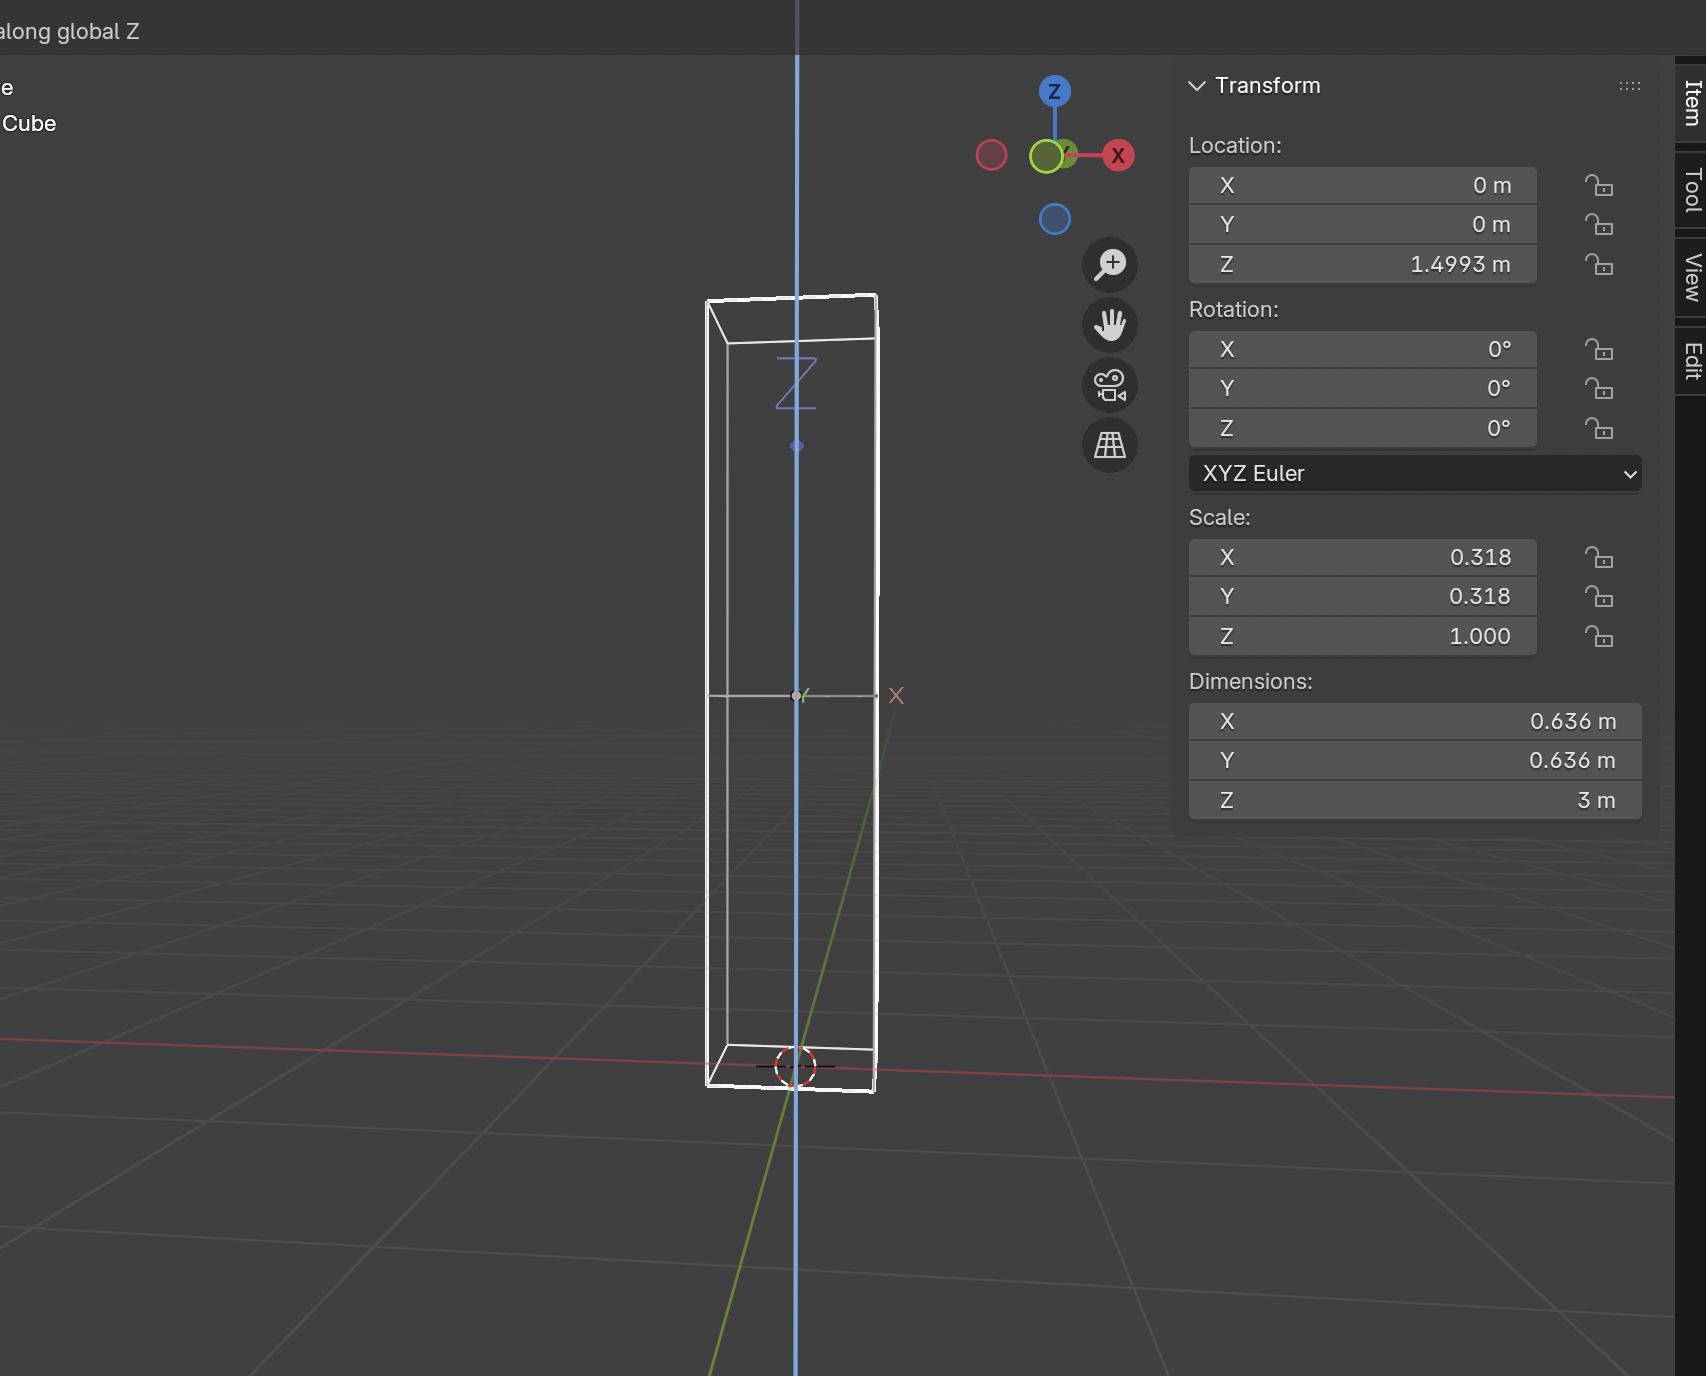 along global Z
e
Cube
Z
Y
X
Z
Y
X
Transform
Location:
X 0 m
Y 0 m
Z 1.4993 m
Rotation:
X 0°
Y 0°
Z 0°
XYZ Euler
Scale:
X 0.318
Y 0.318
Z 1.000
Dimensions:
X 0.636 m
Y 0.636 m
Z 3 m
Item
Tool
View
Edit